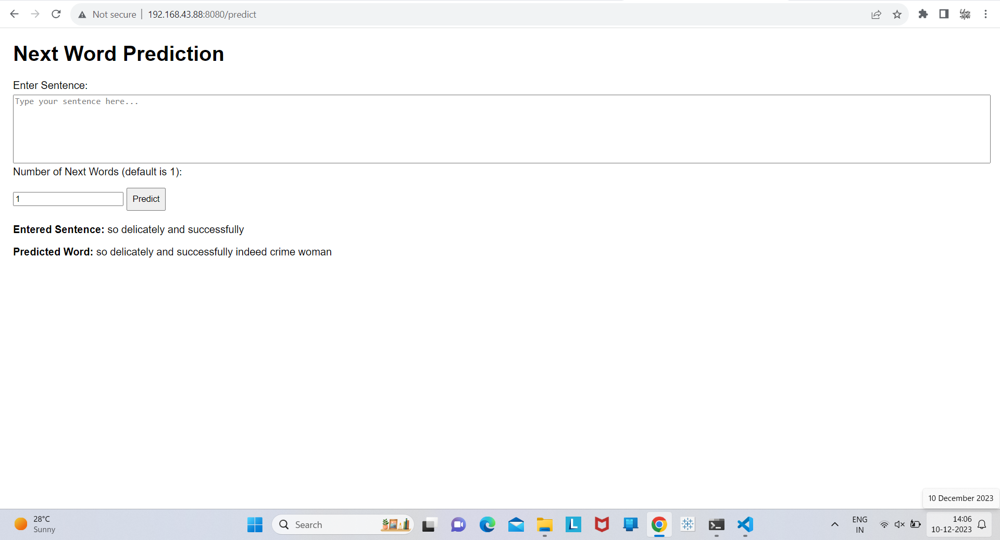 Not secure | 192.168.43.88:8080/predict
Next Word Prediction
Enter Sentence:
Type your sentence here...
Number of Next Words (default is 1):
1 Predict
Entered Sentence: so delicately and successfully
Predicted Word: so delicately and successfully indeed crime woman
10 December 2023
28°C
Sunny
Search
L
ENG
IN
14:06
10-12-2023